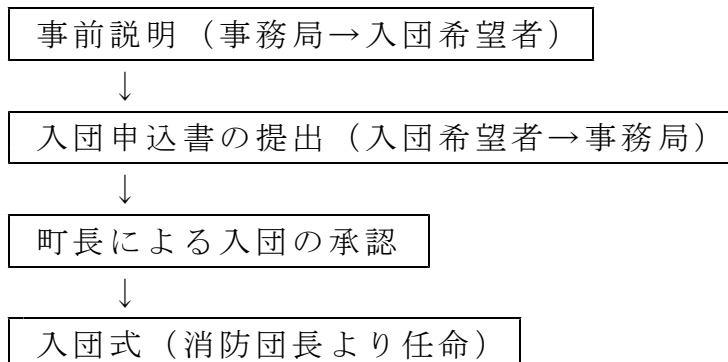 事前説明（事務局→入団希望者）
↓
入団申込書の提出（入団希望者→事務局）
↓
町長による入団の承認
↓
入団式（消防団長より任命）